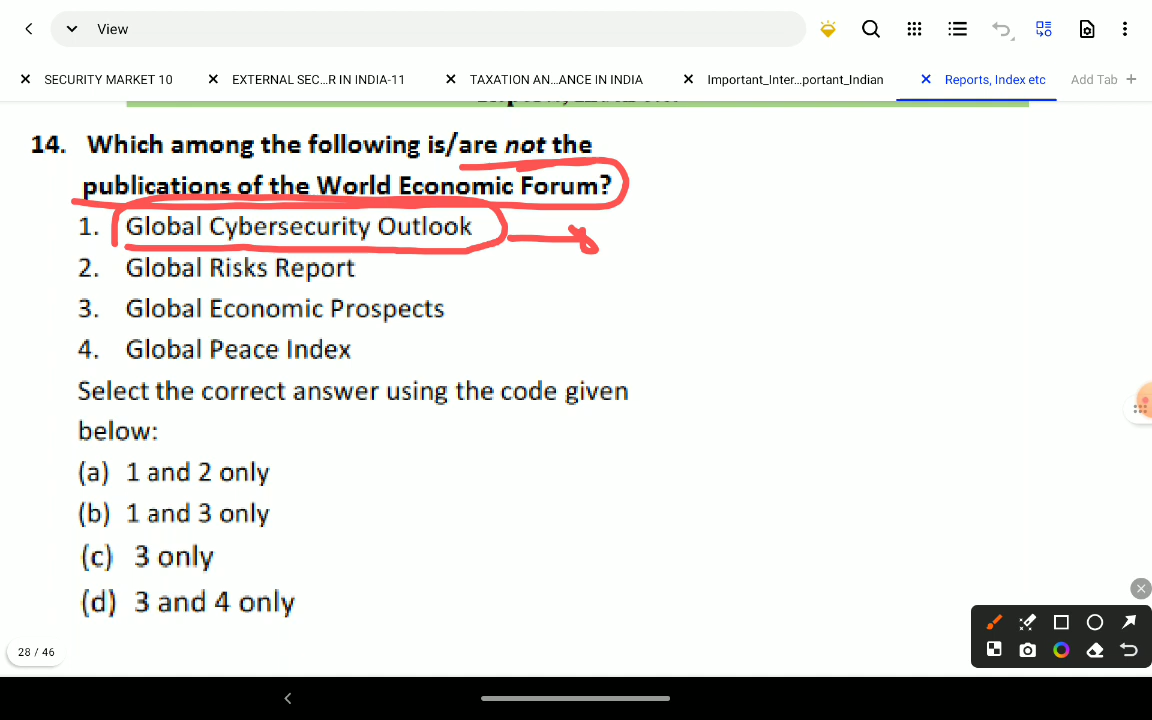 View
SECURITY MARKET 10
EXTERNAL SEC...R IN INDIA-11
TAXATION AN...ANCE IN INDIA
Important_Inter...portant_Indian
Reports, Index etc
Add Tab +
14. Which among the following is/are not the
publications of the World Economic Forum?
1. Global Cybersecurity Outlook
2. Global Risks Report
3. Global Economic Prospects
4. Global Peace Index
Select the correct answer using the code given
below:
(a) 1 and 2 only
(b) 1 and 3 only
(c) 3 only
(d) 3 and 4 only
28 / 46